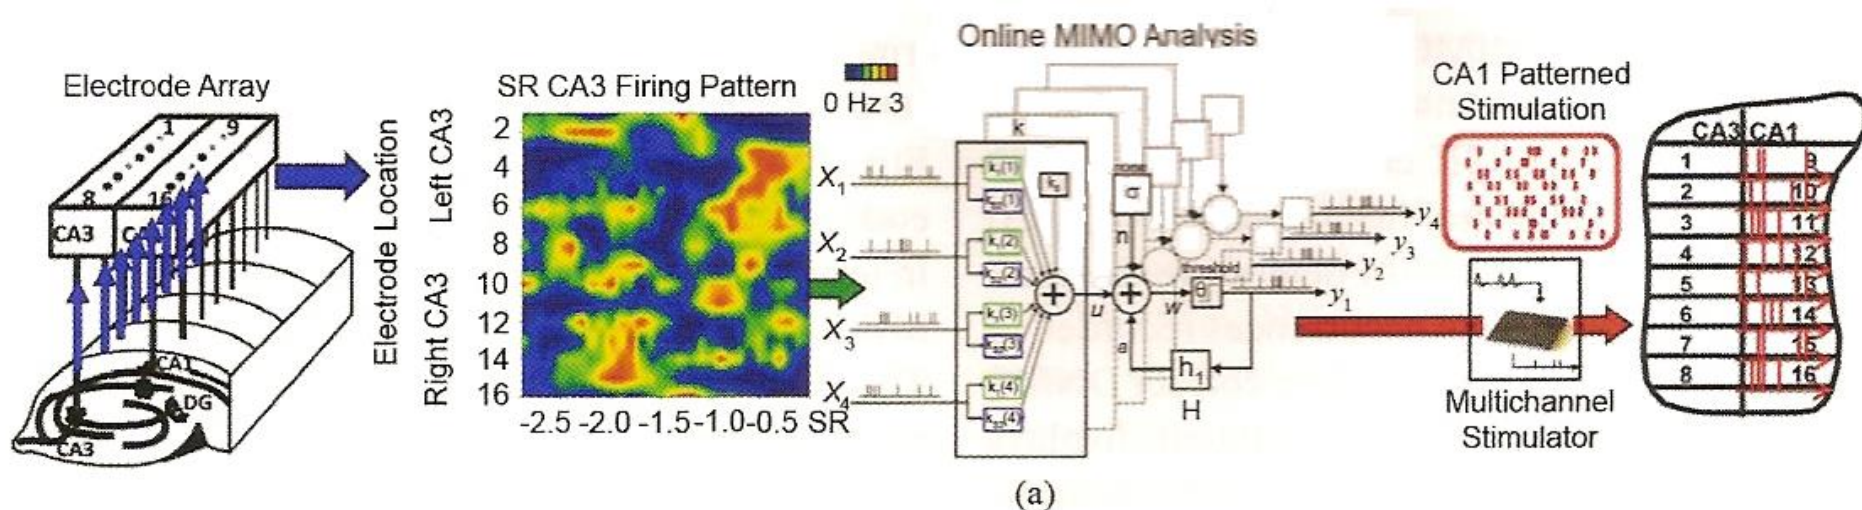 Online MIMO Analysis
Electrode Array
1 9
8 16
CA3
CA1
DG
CA3
Electrode Location
Left CA3
Right CA3
SR CA3 Firing Pattern
2
4
6
8
10
12
14
16
-2.5 -2.0 -1.5 -1.0 -0.5 SR
0 Hz 3
X1
X2
X3
X4
k
k0
noise
σ
n
u
w
a
threshold
θ
h1
H
y4
y3
y2
y1
CA1 Patterned
Stimulation
Multichannel
Stimulator
CA3 CA1
1 9
2 10
3 11
4 12
5 13
6 14
7 15
8 16
(a)